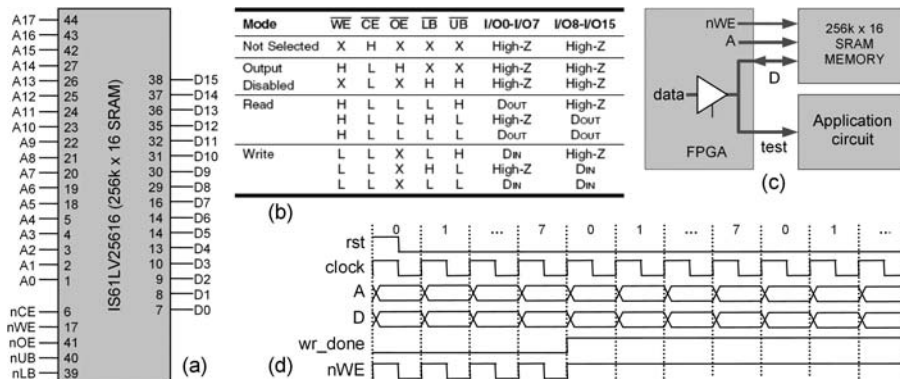 A17 44
A16 43
A15 42
A14 27
A13 26
A12 25
A11 24
A10 23
A9 22
A8 21
A7 20
A6 19
A5 18
A4 5
A3 4
A2 3
A1 2
A0 1
nCE 6
nWE 17
nOE 41
nUB 40
nLB 39
IS61LV25616 (256k x 16 SRAM)
38 D15
37 D14
36 D13
35 D12
32 D11
31 D10
30 D9
29 D8
16 D7
14 D6
14 D5
13 D4
10 D3
9 D2
8 D1
7 D0
(a)
Mode WE CE OE LB UB I/O0-I/O7 I/O8-I/O15
Not Selected X H X X X High-Z High-Z
Output H L H X X High-Z High-Z
Disabled X L X H H High-Z High-Z
Read H L L L H DOUT High-Z
H L L H L High-Z DOUT
H L L L L DOUT DOUT
Write L L X L H DIN High-Z
L L X H L High-Z DIN
L L X L L DIN DIN
(b)
nWE
A
D
data
FPGA
test
256k x 16
SRAM
MEMORY
Application
circuit
(c)
0 1 ... 7 0 1 ... 7 0 1 ...
rst
clock
A
D
wr_done
nWE
(d)